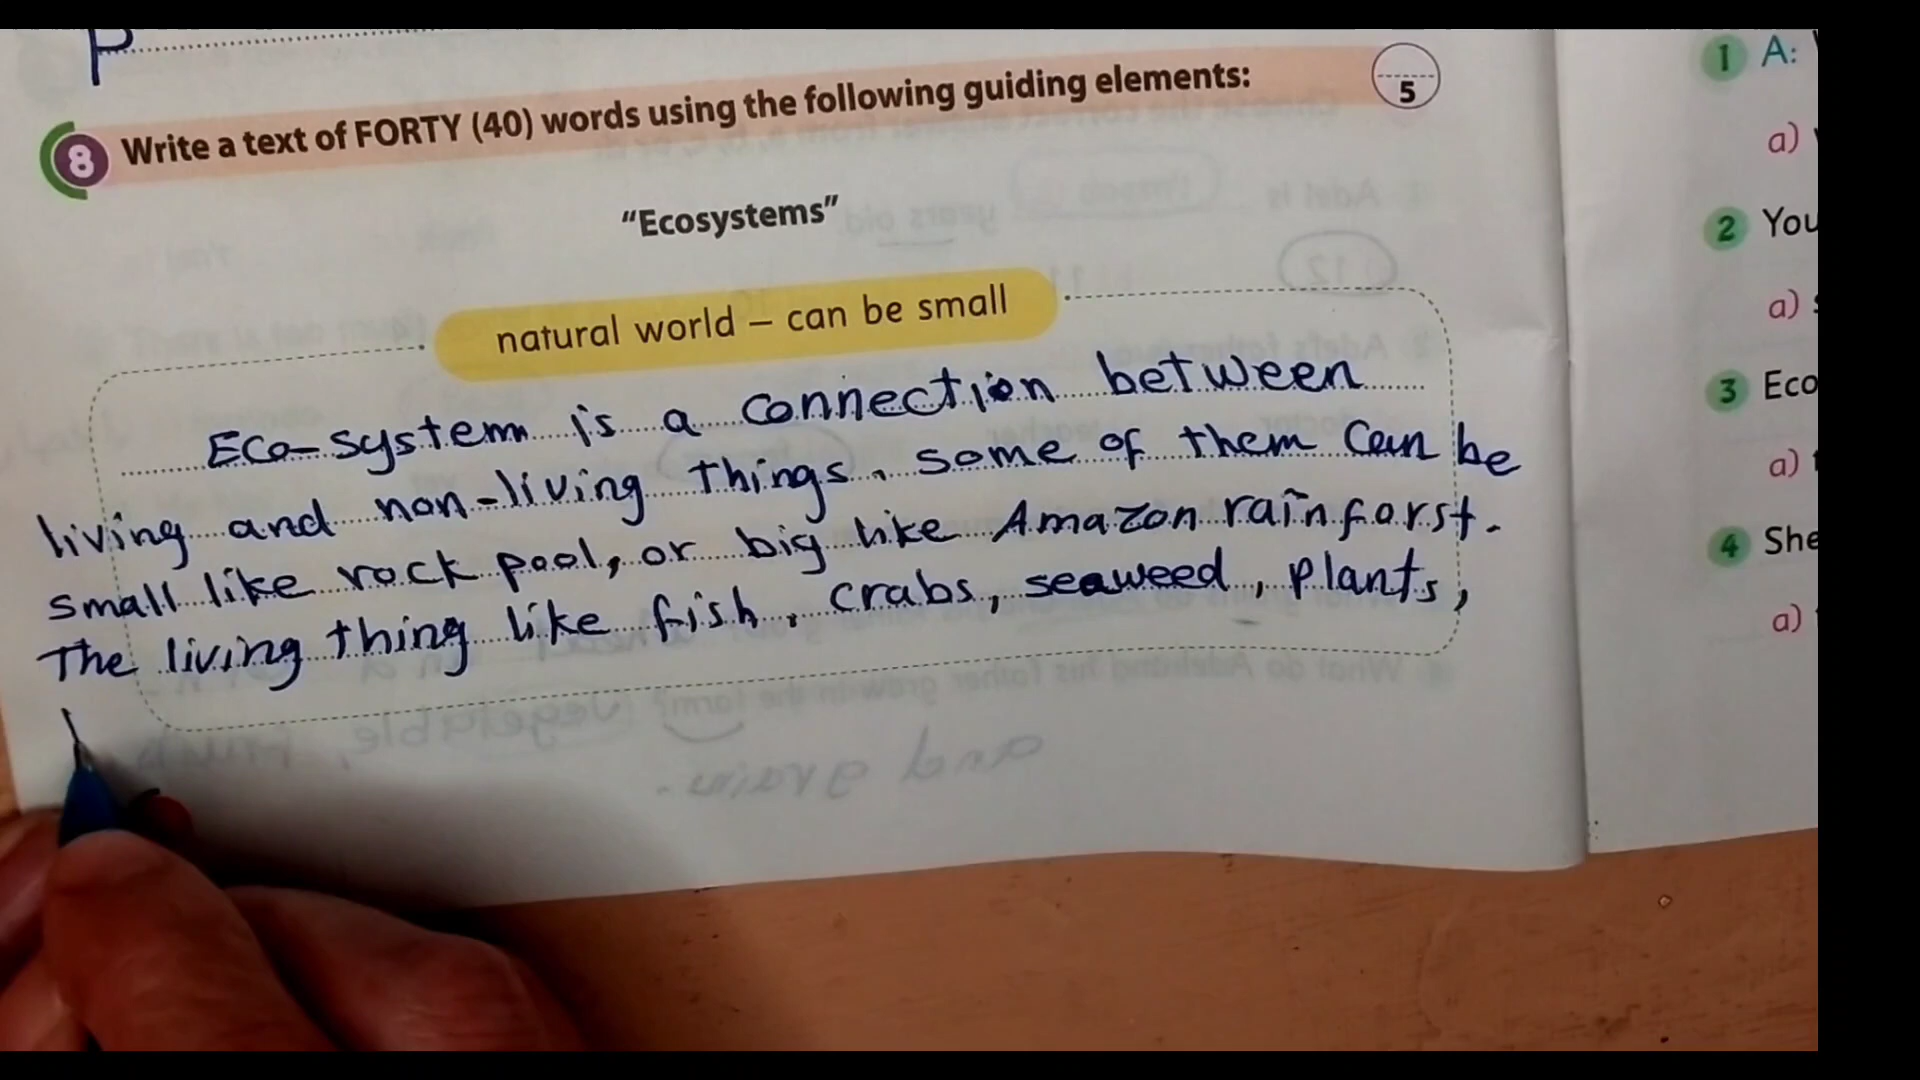 P
8 Write a text of FORTY (40) words using the following guiding elements:
5
"Ecosystems"
natural world – can be small
Eco-system is a connection between
living and non-living things, some of them can be
small like rock pool, or big like Amazon rainforst.
The living thing like fish, crabs, seaweed, plants,
1 A:
a)
2 You
a)
3 Eco
a)
4 She
a)